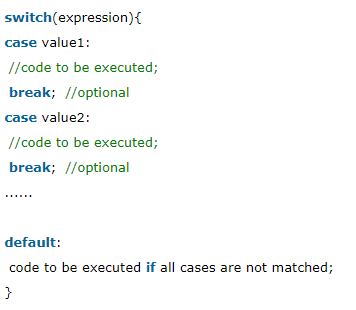 switch(expression){
case value1:
//code to be executed;
break; //optional
case value2:
//code to be executed;
break; //optional
......
default:
code to be executed if all cases are not matched;
}